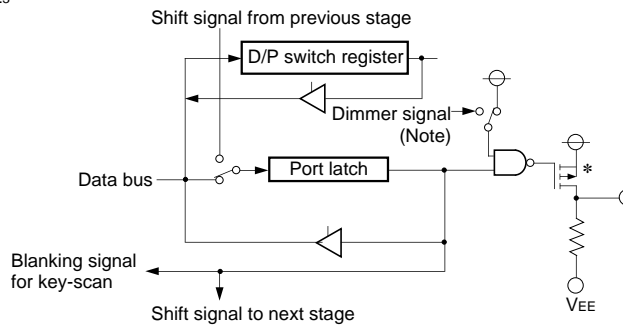 Shift signal from previous stage
D/P switch register
Dimmer signal
(Note)
Port latch
*
Data bus
Blanking signal
for key-scan
Shift signal to next stage
VEE